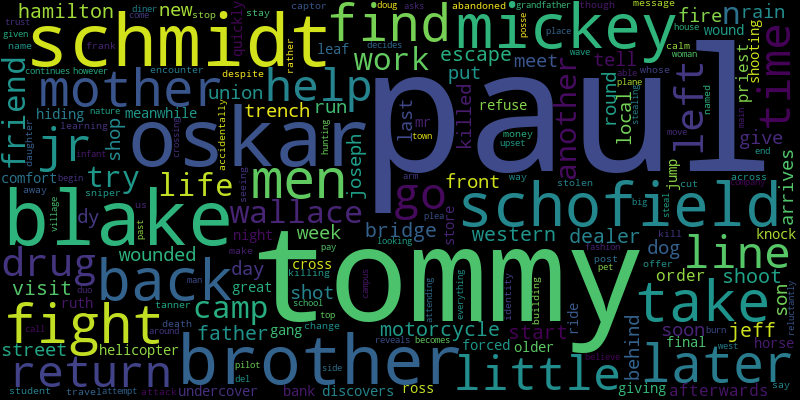 hamilton quickly new stop diner come captor asks abandoned doug grandfather message though posse
schmidt find mickey fire h rain
given name trust frank stay leaf despite rather encounter work escape meet tell put calm woman whose wound place wave house priest shooting time
friend mother help union trench
hiding nature meanwhile continues however decides
oskar paul another round local left
jr shop run mr refuse killed able plane stealing named give
daughter learning crossing accidentally last town money upset move main end
comfort begin infant try life joseph men go front way stolen cut jump across company arrives
away sniper us hunting seeing arm big steal
blake dy wallace plea store schofield
village past week bridge western dealer dog knock
drug wounded night make pay tommy looking line
visit back day cross killing fashion post pet kill offer order shoot son
ruth duo great shot school campus attending everything identity building take
fight tanner man camp motorcycle start ride behind soon burn jeff
call death around father gang change top reveals becomes forced older final west horse reluctantly
street helicopter brother little later
return pilot side del ross giving believe afterwards say
student travel attempt attack undercover bank discovers